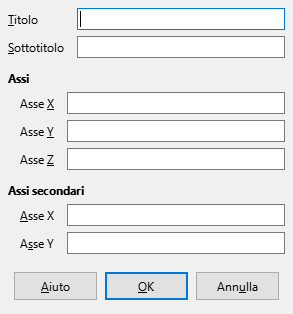 Titolo
Sottotitolo
Assi
Asse X
Asse Y
Asse Z
Assi secondari
Asse X
Asse Y
Aiuto OK Annulla